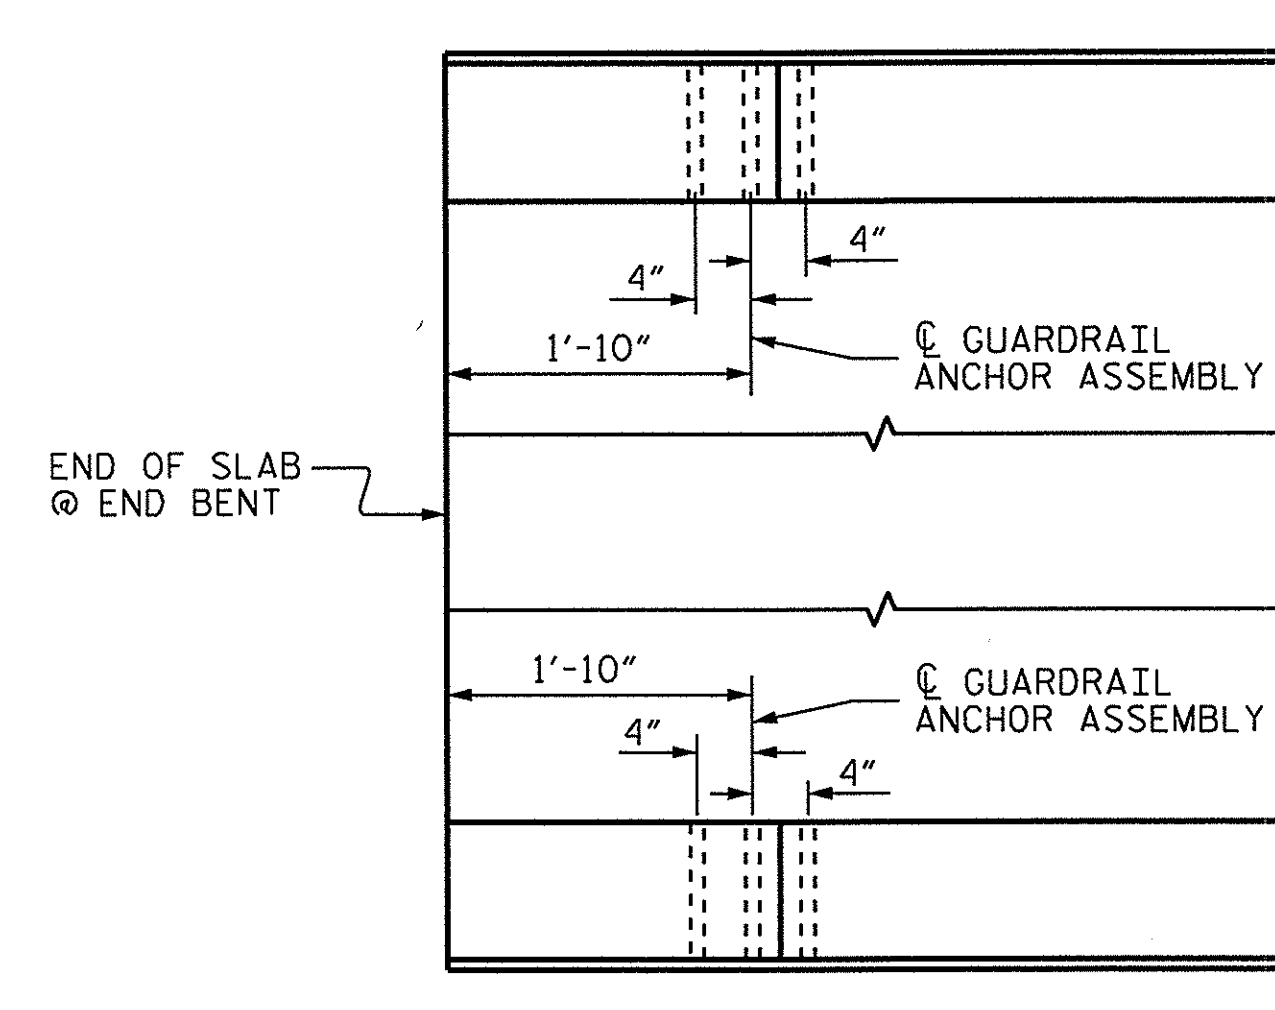 4"
4"
1'-10"
℄ GUARDRAIL
ANCHOR ASSEMBLY
END OF SLAB
@ END BENT
1'-10"
℄ GUARDRAIL
ANCHOR ASSEMBLY
4"
4"